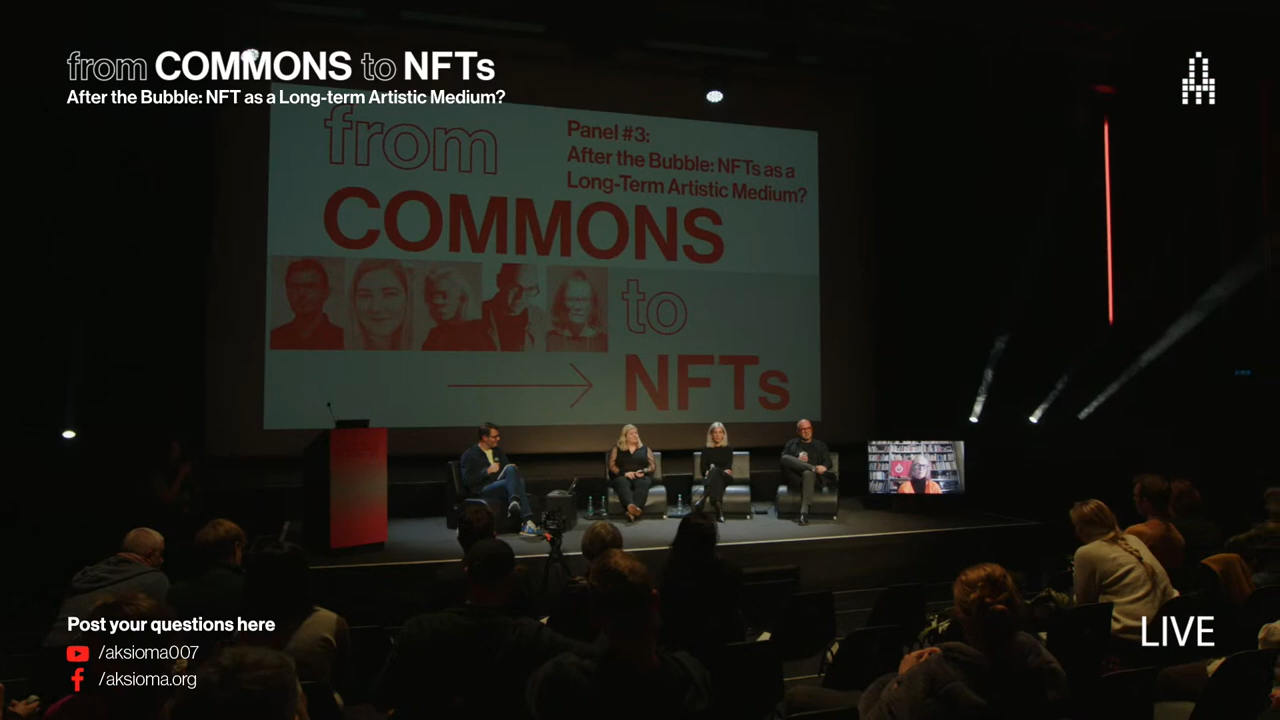 from COMMONS to NFTs
After the Bubble: NFT as a Long-term Artistic Medium?
from
Panel #3:
After the Bubble: NFTs as a
Long-Term Artistic Medium?
COMMONS
to
NFTs
Post your questions here
/aksioma007
/aksioma.org
LIVE